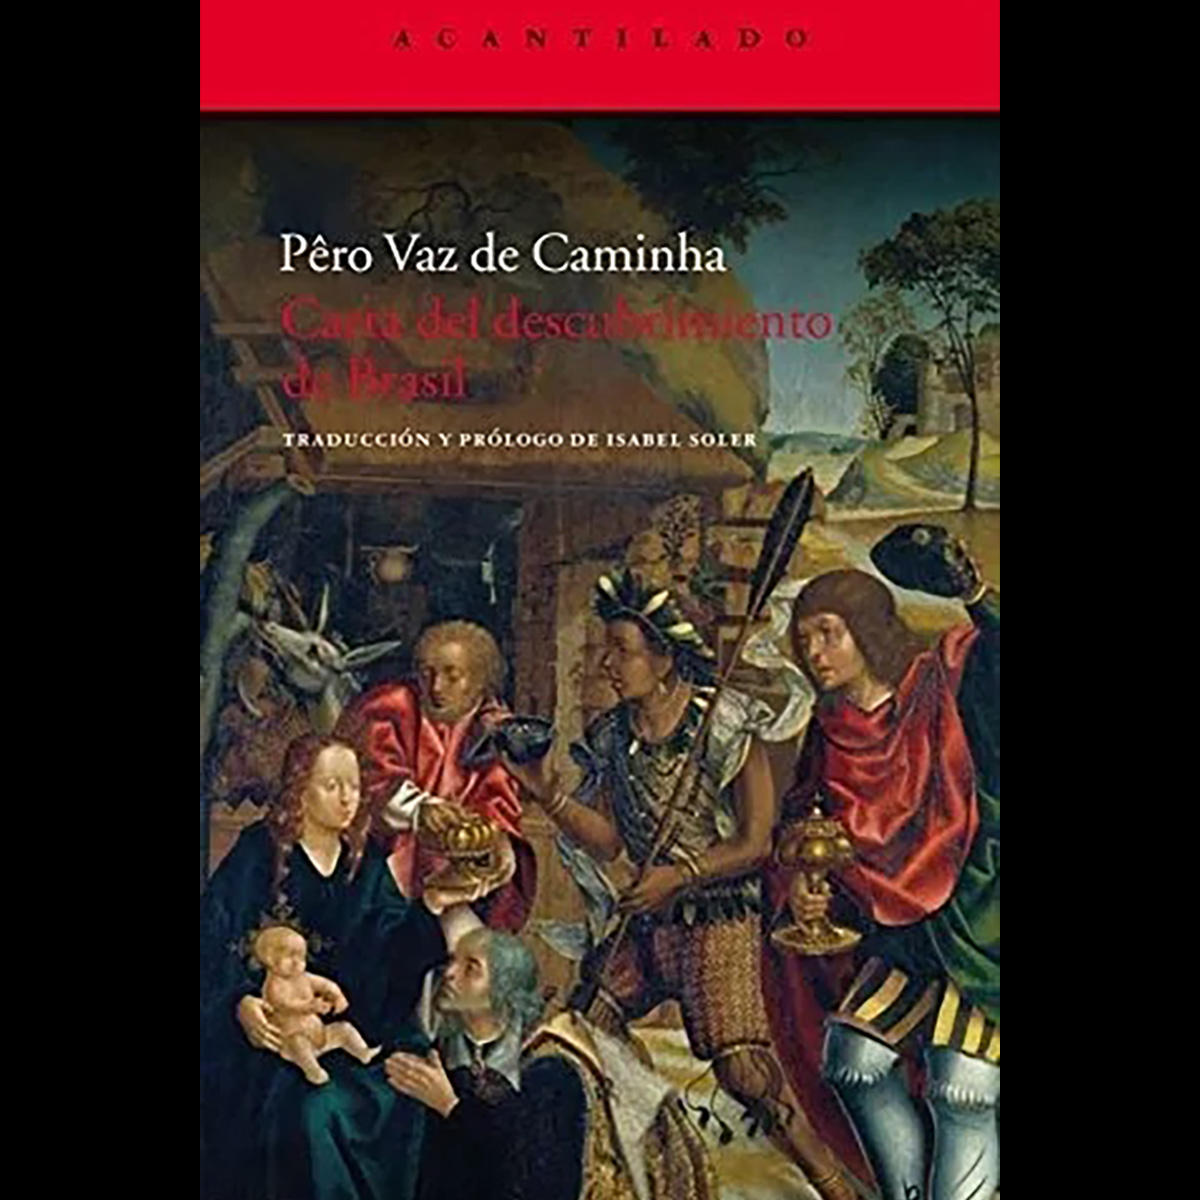 ACANTILADO
Pêro Vaz de Caminha
Carta del descubrimiento
de Brasil
TRADUCCIÓN Y PRÓLOGO DE ISABEL SOLER